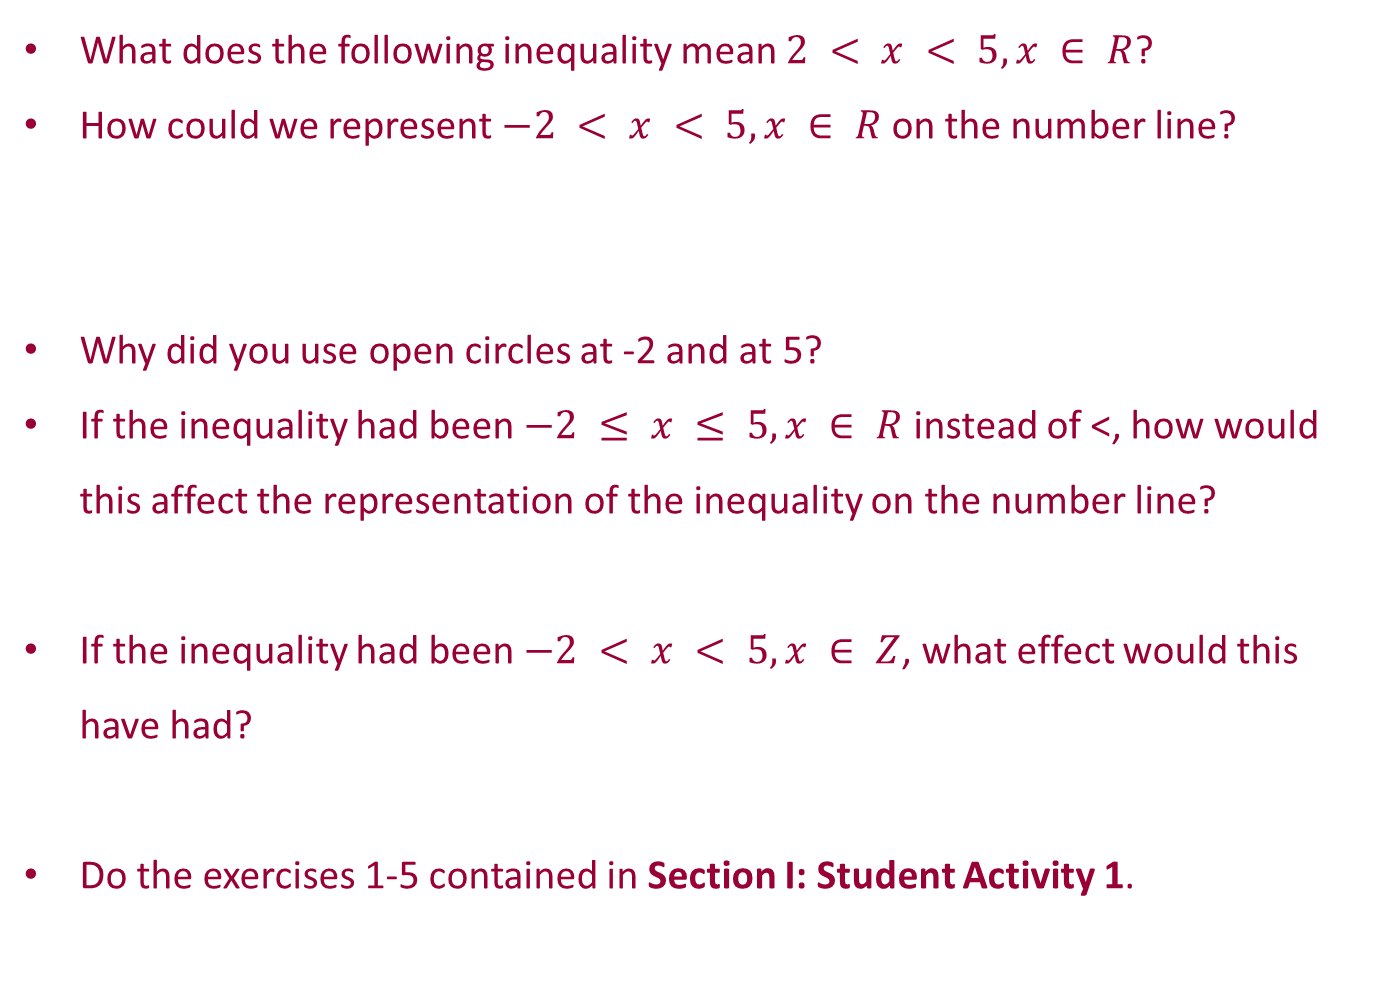 • What does the following inequality mean 2 < x < 5, x ∈ R?
• How could we represent −2 < x < 5, x ∈ R on the number line?
• Why did you use open circles at -2 and at 5?
• If the inequality had been −2 ≤ x ≤ 5, x ∈ R instead of <, how would
this affect the representation of the inequality on the number line?
• If the inequality had been −2 < x < 5, x ∈ Z, what effect would this
have had?
• Do the exercises 1-5 contained in Section I: Student Activity 1.